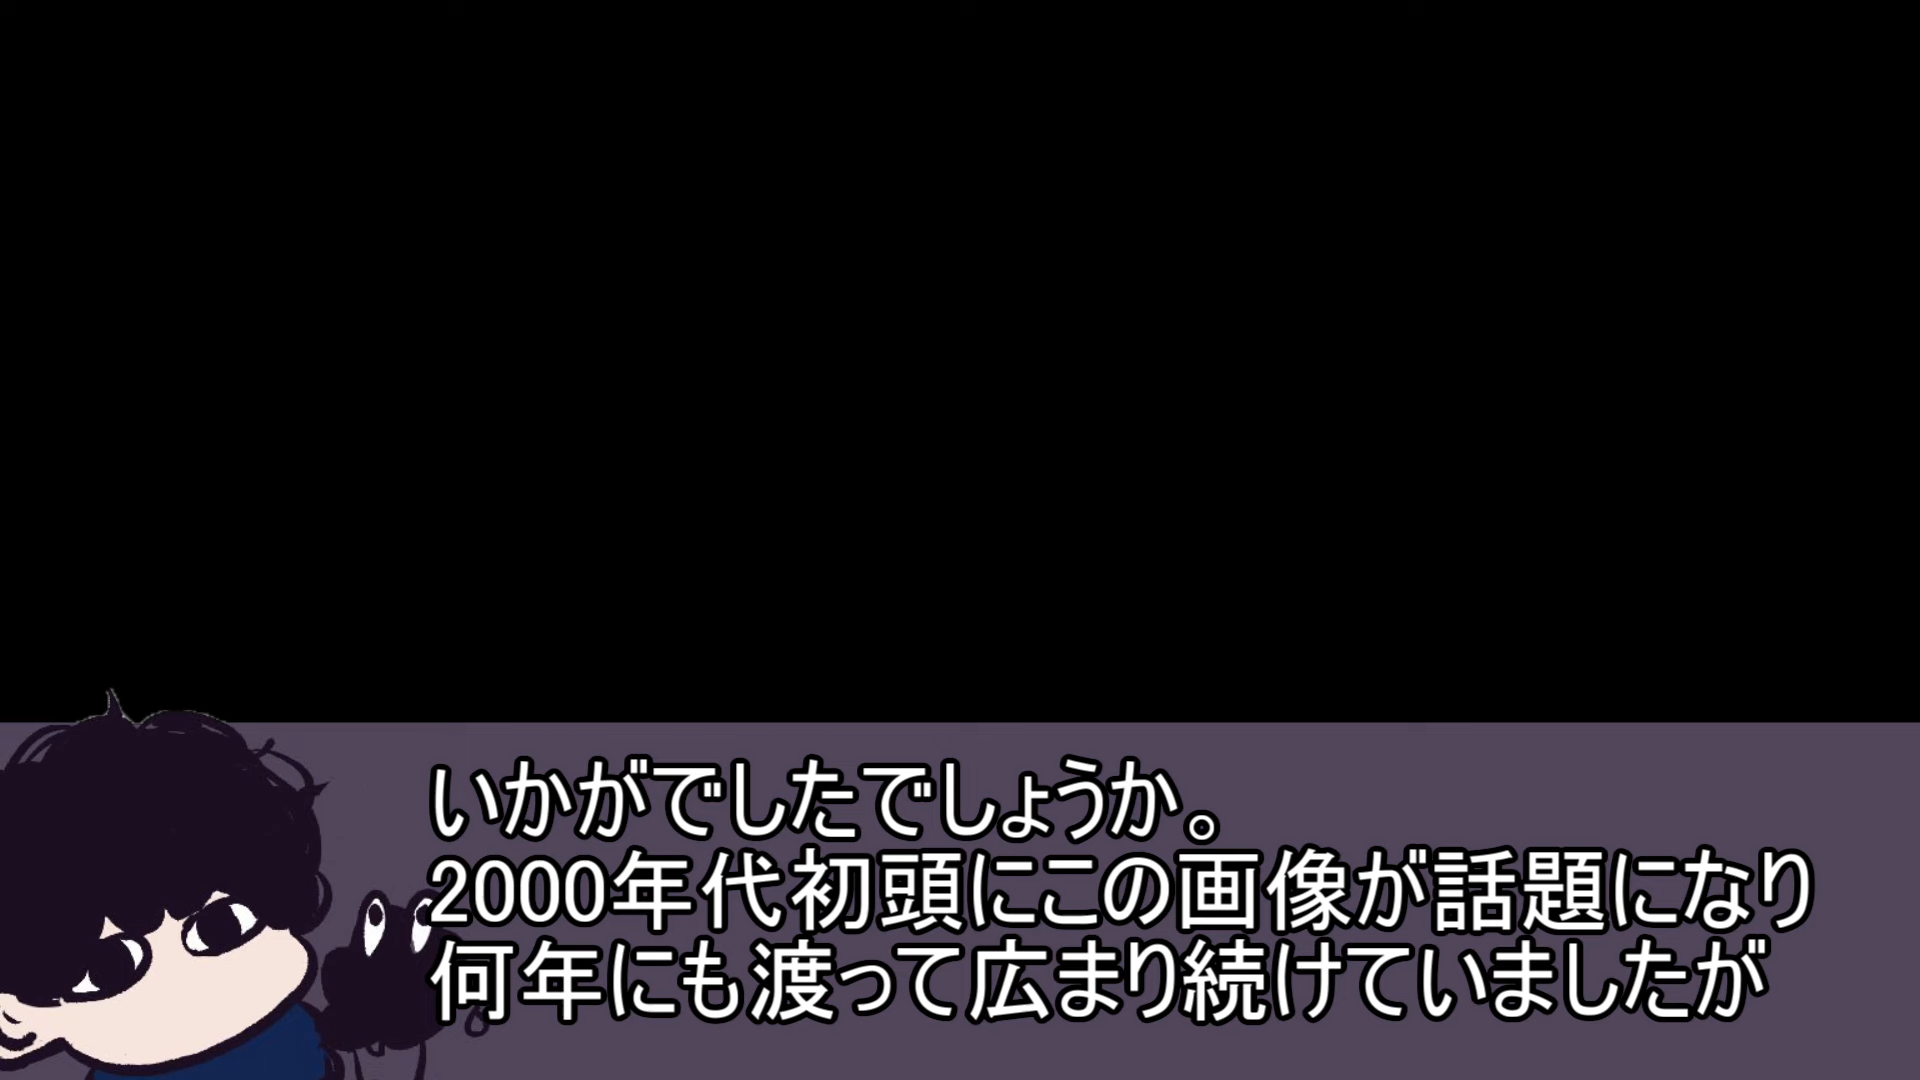 いかがでしたでしょうか。
2000年代初頭にこの画像が話題になり
何年にも渡って広まり続けていましたが